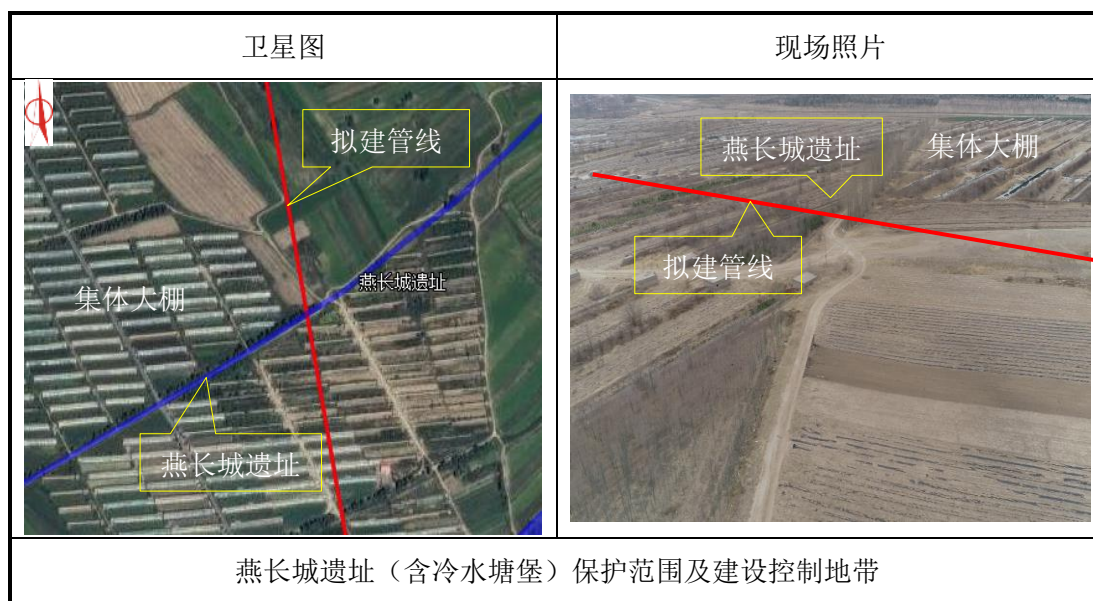 卫星图
现场照片
拟建管线
燕长城遗址
集体大棚
燕长城遗址
燕长城遗址
集体大棚
拟建管线
燕长城遗址（含冷水塘堡）保护范围及建设控制地带